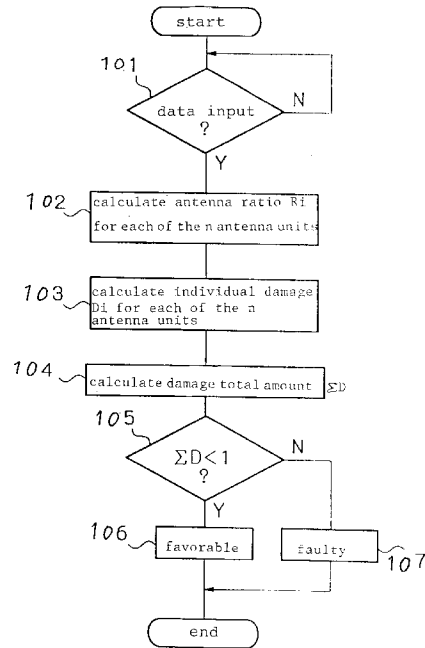 start
101
data input
?
N
Y
102
calculate antenna ratio Ri
for each of the n antenna units
103
calculate individual damage
Di for each of the n
antenna units
104
calculate damage total amount ΣD
105
ΣD<1
?
N
Y
106
favorable
faulty
107
end